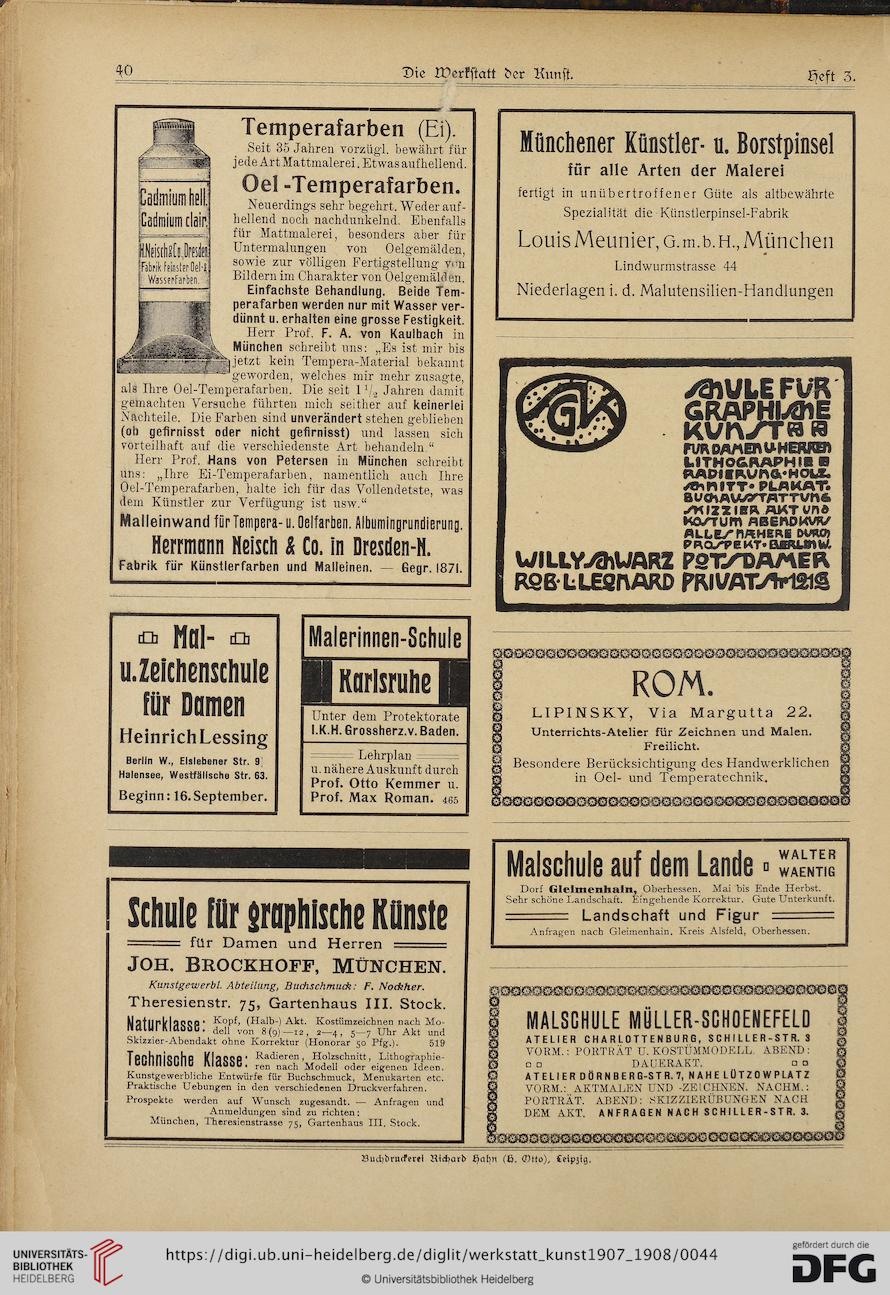 40
Die Werkstatt der Kunst.
Heft 3.
Cadmium hell.
Cadmium clair.
H.Neisch&Co.Dresden
Fabrik feinster Oel- &
Wasserfarben.
Temperafarben (Ei).
Seit 35 Jahren vorzügl. bewährt für
jede Art Mattmalerei. Etwas aufhellend.
Oel-Temperafarben.
Neuerdings sehr begehrt. Weder auf-
hellend noch nachdunkelnd. Ebenfalls
für Mattmalerei, besonders aber für
Untermalungen von Oelgemälden,
sowie zur völligen Fertigstellung von
Bildern im Charakter von Oelgemälden.
Einfachste Behandlung. Beide Tem-
perafarben werden nur mit Wasser ver-
dünnt u. erhalten eine grosse Festigkeit.
Herr Prof. F. A. von Kaulbach in
München schreibt uns: „Es ist mir bis
jetzt kein Tempera-Material bekannt
geworden, welches mir mehr zusagte,
als Ihre Oel-Temperafarben. Die seit 1 1/2 Jahren damit
gemachten Versuche führten mich seither auf keinerlei
Nachteile. Die Farben sind unverändert stehen geblieben
(ob gefirnisst oder nicht gefirnisst) und lassen sich
vorteilhaft auf die verschiedenste Art behandeln.“
Herr Prof. Hans von Petersen in München schreibt
uns: „Ihre Ei-Temperafarben, namentlich auch Ihre
Oel-Temperafarben, halte ich für das Vollendetste, was
dem Künstler zur Verfügung ist usw.“
Malleinwand für Tempera- u. Oelfarben. Albumingrundierung.
Herrmann Neisch & Co. in Dresden-N.
Fabrik für Künstlerfarben und Malleinen. — Gegr. 1871.
Münchener Künstler- u. Borstpinsel
für alle Arten der Malerei
fertigt in unübertroffener Güte als altbewährte
Spezialität die Künstlerpinsel-Fabrik
Louis Meunier, G.m.b.H., München
Lindwurmstrasse 44
Niederlagen i. d. Malutensilien-Handlungen
SGK
SCHULE FÜR
GRAPHISCHE
KUNST
FÜR DAMEN U. HERREN
LITHOGRAPHIE
RADIERUNG · HOLZ
SCHNITT · PLAKAT.
BUCHAUSSTATTUNG
SKIZZIER AKT UND
KOSTUM ABENDKURS
ALLES NÆHERE DURCH
PROSPEKT · BERLIN W.
WILLY SCHWARZ POTSDAMER
ROB. L. LEONARD PRIVATSTR 121G
Mal-
u. Zeichenschule
für Damen
Heinrich Lessing
Berlin W., Eislebener Str. 9
Halensee, Westfälische Str. 63.
Beginn: 16. September.
Malerinnen-Schule
Karlsruhe
Unter dem Protektorate
I.K.H. Grossherz. v. Baden.
Lehrplan
u. nähere Auskunft durch
Prof. Otto Kemmer u.
Prof. Max Roman. 465
ROM.
LIPINSKY, Via Margutta 22.
Unterrichts-Atelier für Zeichnen und Malen.
Freilicht.
Besondere Berücksichtigung des Handwerklichen
in Oel- und Temperatechnik.
Malschule auf dem Lande WALTER WAENTIG
Dorf Gleimenhain, Oberhessen. Mai bis Ende Herbst.
Sehr schöne Landschaft. Eingehende Korrektur. Gute Unterkunft.
Landschaft und Figur
Anfragen nach Gleimenhain, Kreis Alsfeld, Oberhessen.
Schule für graphische Künste
für Damen und Herren
JOH. BROCKHOFF, MÜNCHEN.
Kunstgewerbl. Abteilung, Buchschmuck: F. Nockher.
Theresienstr. 75, Gartenhaus III. Stock.
Naturklasse: Kopf, (Halb-) Akt. Kostümzeichnen nach Mo-
dell von 8(9)—12, 2—4, 5—7 Uhr Akt und
Skizzier-Abendakt ohne Korrektur (Honorar 50 Pfg.). 519
Technische Klasse: Radieren, Holzschnitt, Lithographie-
ren nach Modell oder eigenen Ideen.
Kunstgewerbliche Entwürfe für Buchschmuck, Menukarten etc.
Praktische Uebungen in den verschiedenen Druckverfahren.
Prospekte werden auf Wunsch zugesandt. — Anfragen und
Anmeldungen sind zu richten:
München, Theresienstrasse 75, Gartenhaus III. Stock.
MALSCHULE MÜLLER-SCHOENEFELD
ATELIER CHARLOTTENBURG, SCHILLER-STR. 3
VORM.: PORTRÄT U. KOSTÜMMODELL. ABEND:
DAUERAKT.
ATELIER DÖRNBERG-STR. 7, NÄHE LÜTZOWPLATZ
VORM.: AKTMALEN UND -ZEICHNEN. NACHM.:
PORTRÄT. ABEND: SKIZZIERÜBUNGEN NACH
DEM AKT. ANFRAGEN NACH SCHILLER-STR. 3.
Buchdruckerei Richard Hahn (H. Otto), Leipzig.
UNIVERSITÄTS-
BIBLIOTHEK
HEIDELBERG
https://digi.ub.uni-heidelberg.de/diglit/werkstatt_kunst1907_1908/0044
© Universitätsbibliothek Heidelberg
gefördert durch die
DFG